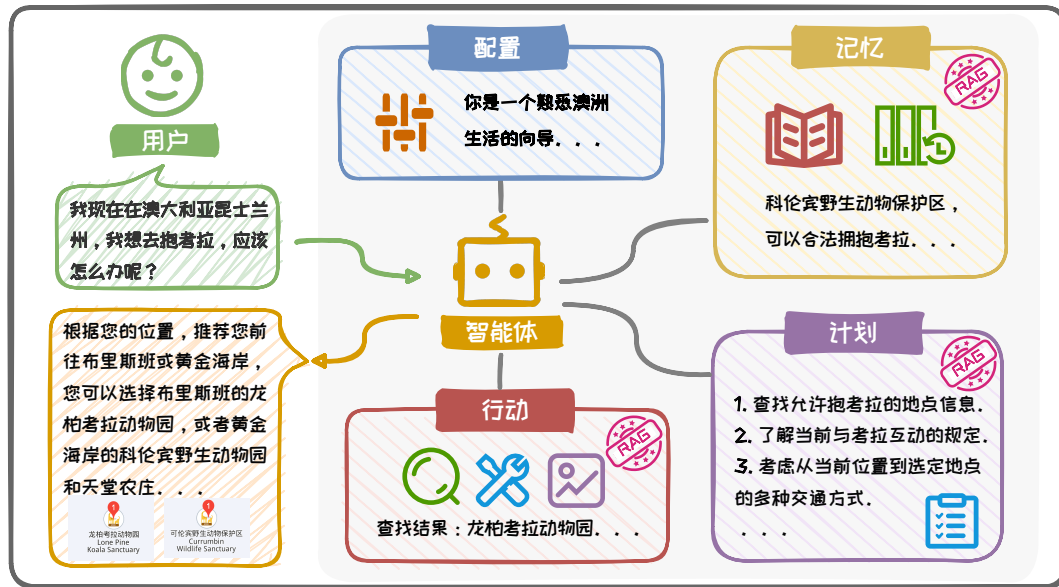 用户
我现在在澳大利亚昆士兰
州，我想去抱考拉，应该
怎么办呢？
根据您的位置，推荐您前
往布里斯班或黄金海岸，
您可以选择布里斯班的龙
柏考拉动物园，或者黄金
海岸的科伦宾野生动物园
和天堂农庄．．．
1
龙柏考拉动物园
Lone Pine
Koala Sanctuary
1
可伦宾野生动物保护区
Currumbin
Wildlife Sanctuary
配置
你是一个熟悉澳洲
生活的向导．．．
智能体
行动
RAG
查找结果：龙柏考拉动物园．．．
记忆
RAG
科伦宾野生动物保护区，
可以合法拥抱考拉．．．
计划
RAG
1. 查找允许抱考拉的地点信息．
2. 了解当前与考拉互动的规定．
3. 考虑从当前位置到选定地点
的多种交通方式．
．．．